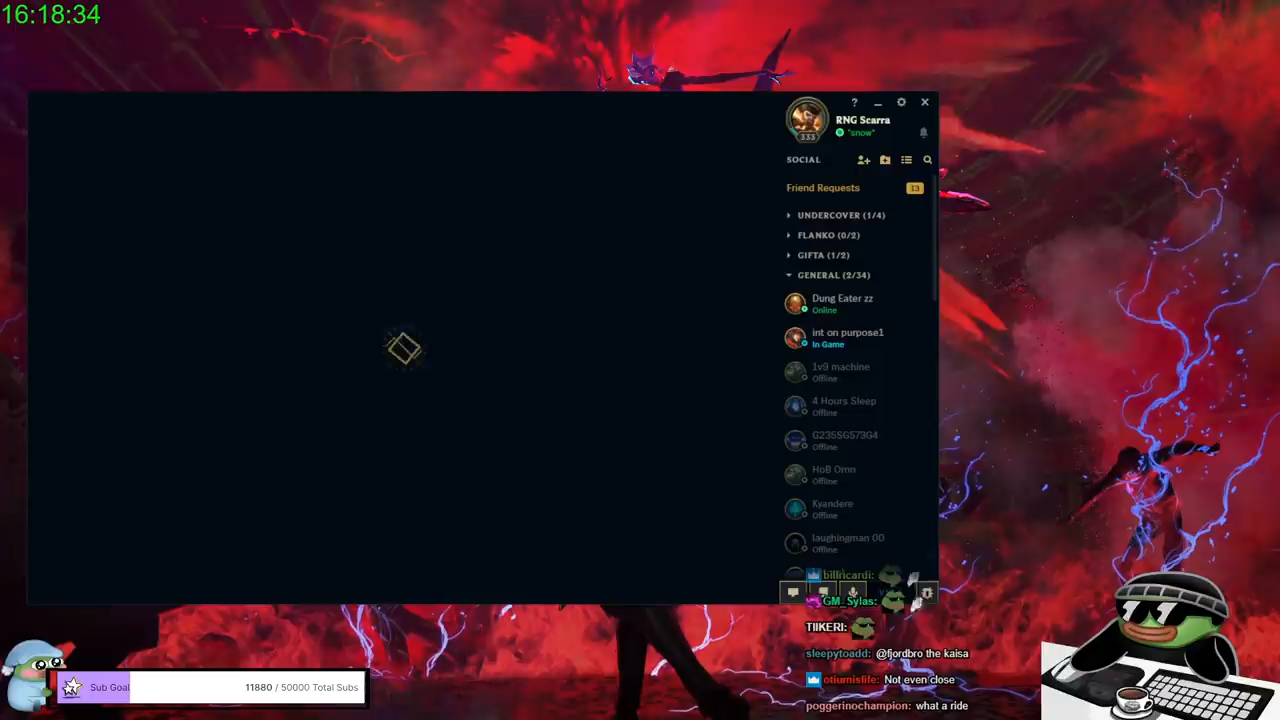 16:18:34
?
RNG Scarra
333
"snow"
SOCIAL
Friend Requests 13
UNDERCOVER (1/4)
FLANKO (0/2)
GIFTA (1/2)
GENERAL (2/34)
Dung Eater zz
Online
int on purpose1
In Game
1v9 machine
Offline
4 Hours Sleep
Offline
G235SG573G4
Offline
HoB Omn
Offline
Kyandere
Offline
laughingman 00
Offline
billricardi:
GM_Sylas:
TIIKERI:
sleepytoadd: @fjordbro the kaisa
otiumislife: Not even close
poggerinochampion: what a ride
Sub Goal 11880 / 50000 Total Subs